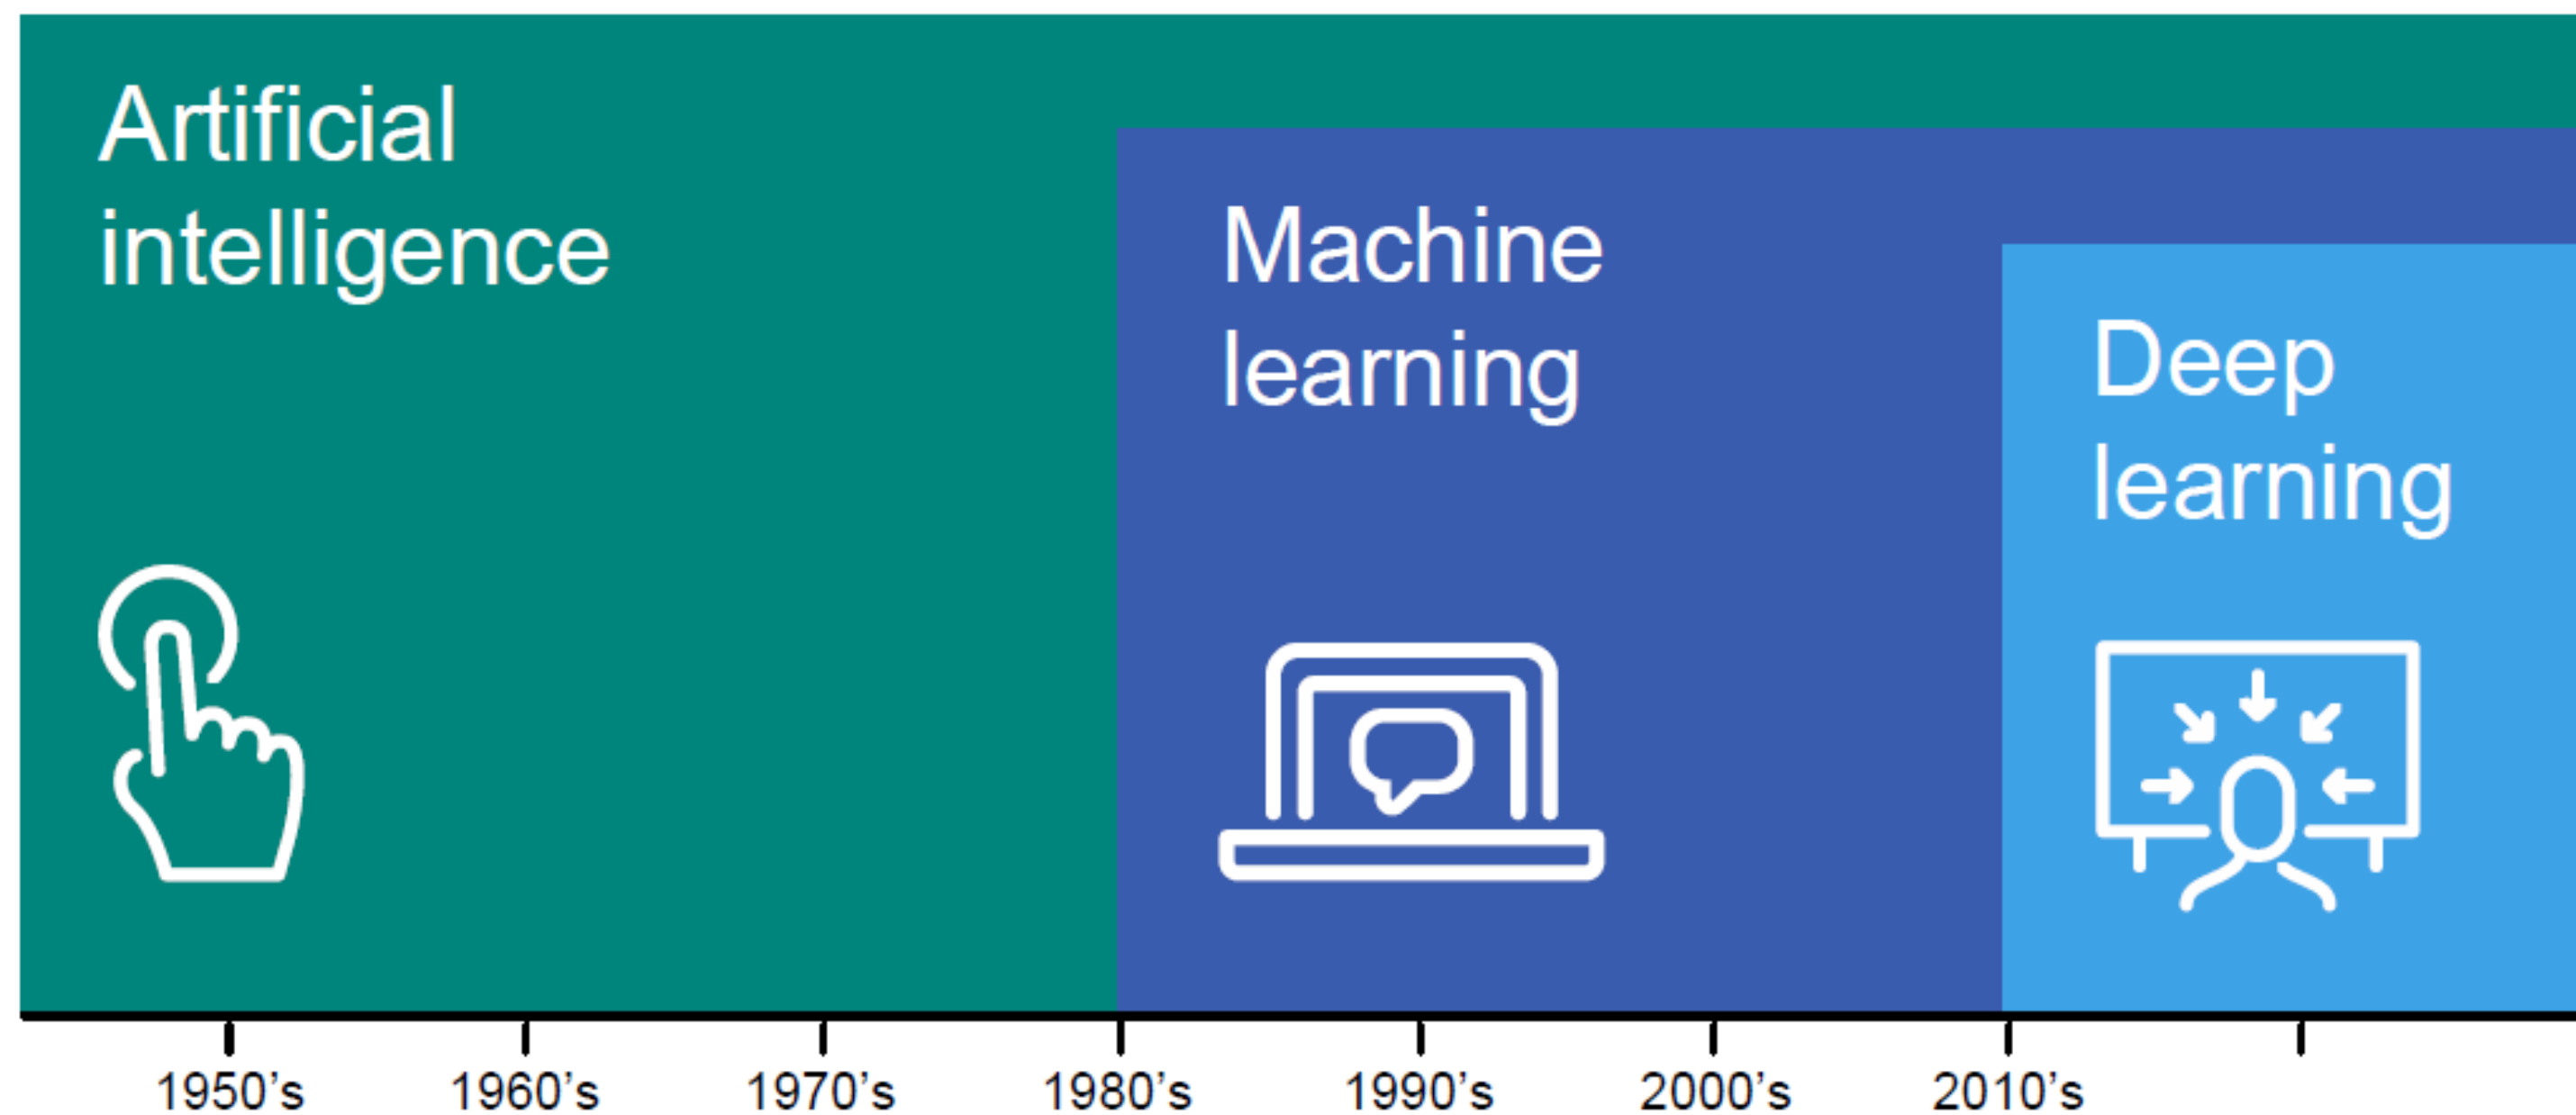 Artificial
intelligence
Machine
learning
Deep
learning
1950’s 1960’s 1970’s 1980’s 1990’s 2000’s 2010’s